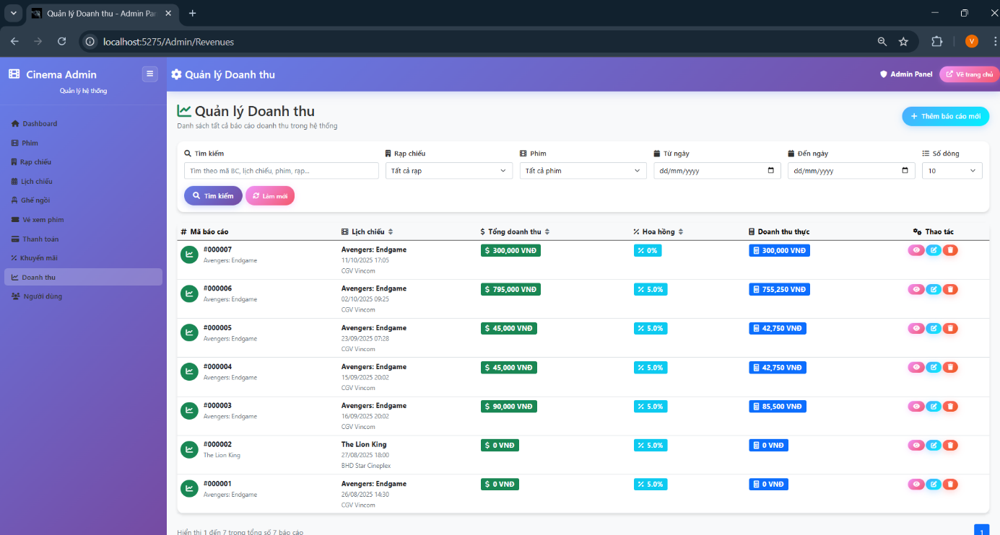 Quản lý Doanh thu - Admin Par
localhost:5275/Admin/Revenues
V
Cinema Admin
Quản lý hệ thống
Quản lý Doanh thu
Admin Panel
Về trang chủ
Dashboard
Phim
Rạp chiếu
Lịch chiếu
Ghế ngồi
Vé xem phim
Thanh toán
Khuyến mãi
Doanh thu
Người dùng
Quản lý Doanh thu
Danh sách tất cả báo cáo doanh thu trong hệ thống
+ Thêm báo cáo mới
Tìm kiếm Rạp chiếu Phim Từ ngày Đến ngày Số dòng
Tìm theo mã BC, lịch chiếu, phim, rạp... Tất cả rạp Tất cả phim dd/mm/yyyy dd/mm/yyyy 10
Tìm kiếm Làm mới
# Mã báo cáo Lịch chiếu $ Tổng doanh thu % Hoa hồng Doanh thu thực Thao tác
#000007 Avengers: Endgame $ 300,000 VNĐ % 0% 300,000 VNĐ
Avengers: Endgame 11/10/2025 17:05
CGV Vincom
#000006 Avengers: Endgame $ 795,000 VNĐ % 5.0% 755,250 VNĐ
Avengers: Endgame 02/10/2025 09:25
CGV Vincom
#000005 Avengers: Endgame $ 45,000 VNĐ % 5.0% 42,750 VNĐ
Avengers: Endgame 23/09/2025 07:28
CGV Vincom
#000004 Avengers: Endgame $ 45,000 VNĐ % 5.0% 42,750 VNĐ
Avengers: Endgame 15/09/2025 20:02
CGV Vincom
#000003 Avengers: Endgame $ 90,000 VNĐ % 5.0% 85,500 VNĐ
Avengers: Endgame 16/09/2025 20:02
CGV Vincom
#000002 The Lion King $ 0 VNĐ % 5.0% 0 VNĐ
The Lion King 27/08/2025 18:00
BHD Star Cineplex
#000001 Avengers: Endgame $ 0 VNĐ % 5.0% 0 VNĐ
Avengers: Endgame 26/08/2025 14:30
CGV Vincom
Hiển thị 1 đến 7 trong tổng số 7 báo cáo
1